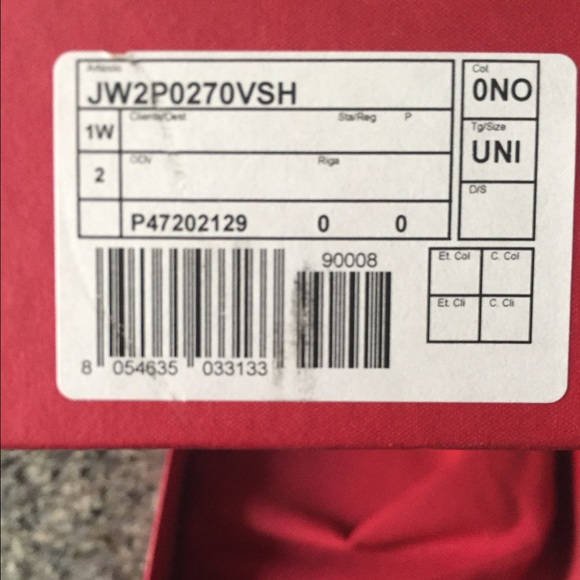 Articolo
JW2P0270VSH
Col.
0NO
1W
Cliente/Dest
Sta/Reg
P
Tg/Size
UNI
2
ODV
Riga
D/S
P47202129
0
0
90008
8 054635 033133
Et. Col
C. Col
Et. Cli
C. Cli